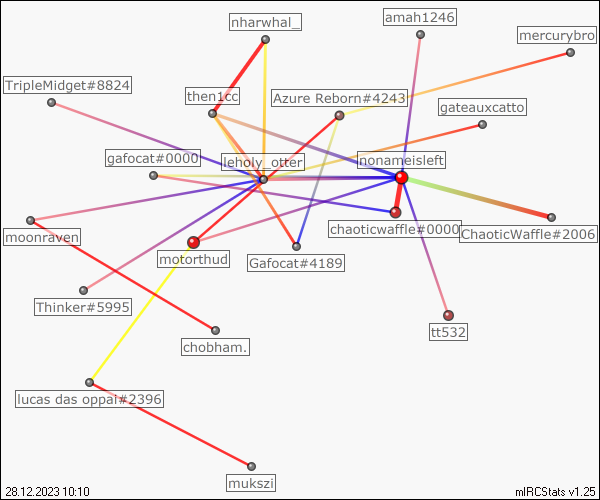 nharwhal_
amah1246
mercurybro
TripleMidget#8824
then1cc
Azure Reborn#4243
gateauxcatto
gafocat#0000
leholy_otter
nonameisleft
moonraven
motorthud
Gafocat#4189
chaoticwaffle#0000
ChaoticWaffle#2006
Thinker#5995
chobham.
tt532
lucas das oppai#2396
mukszi
28.12.2023 10:10
mIRCStats v1.25